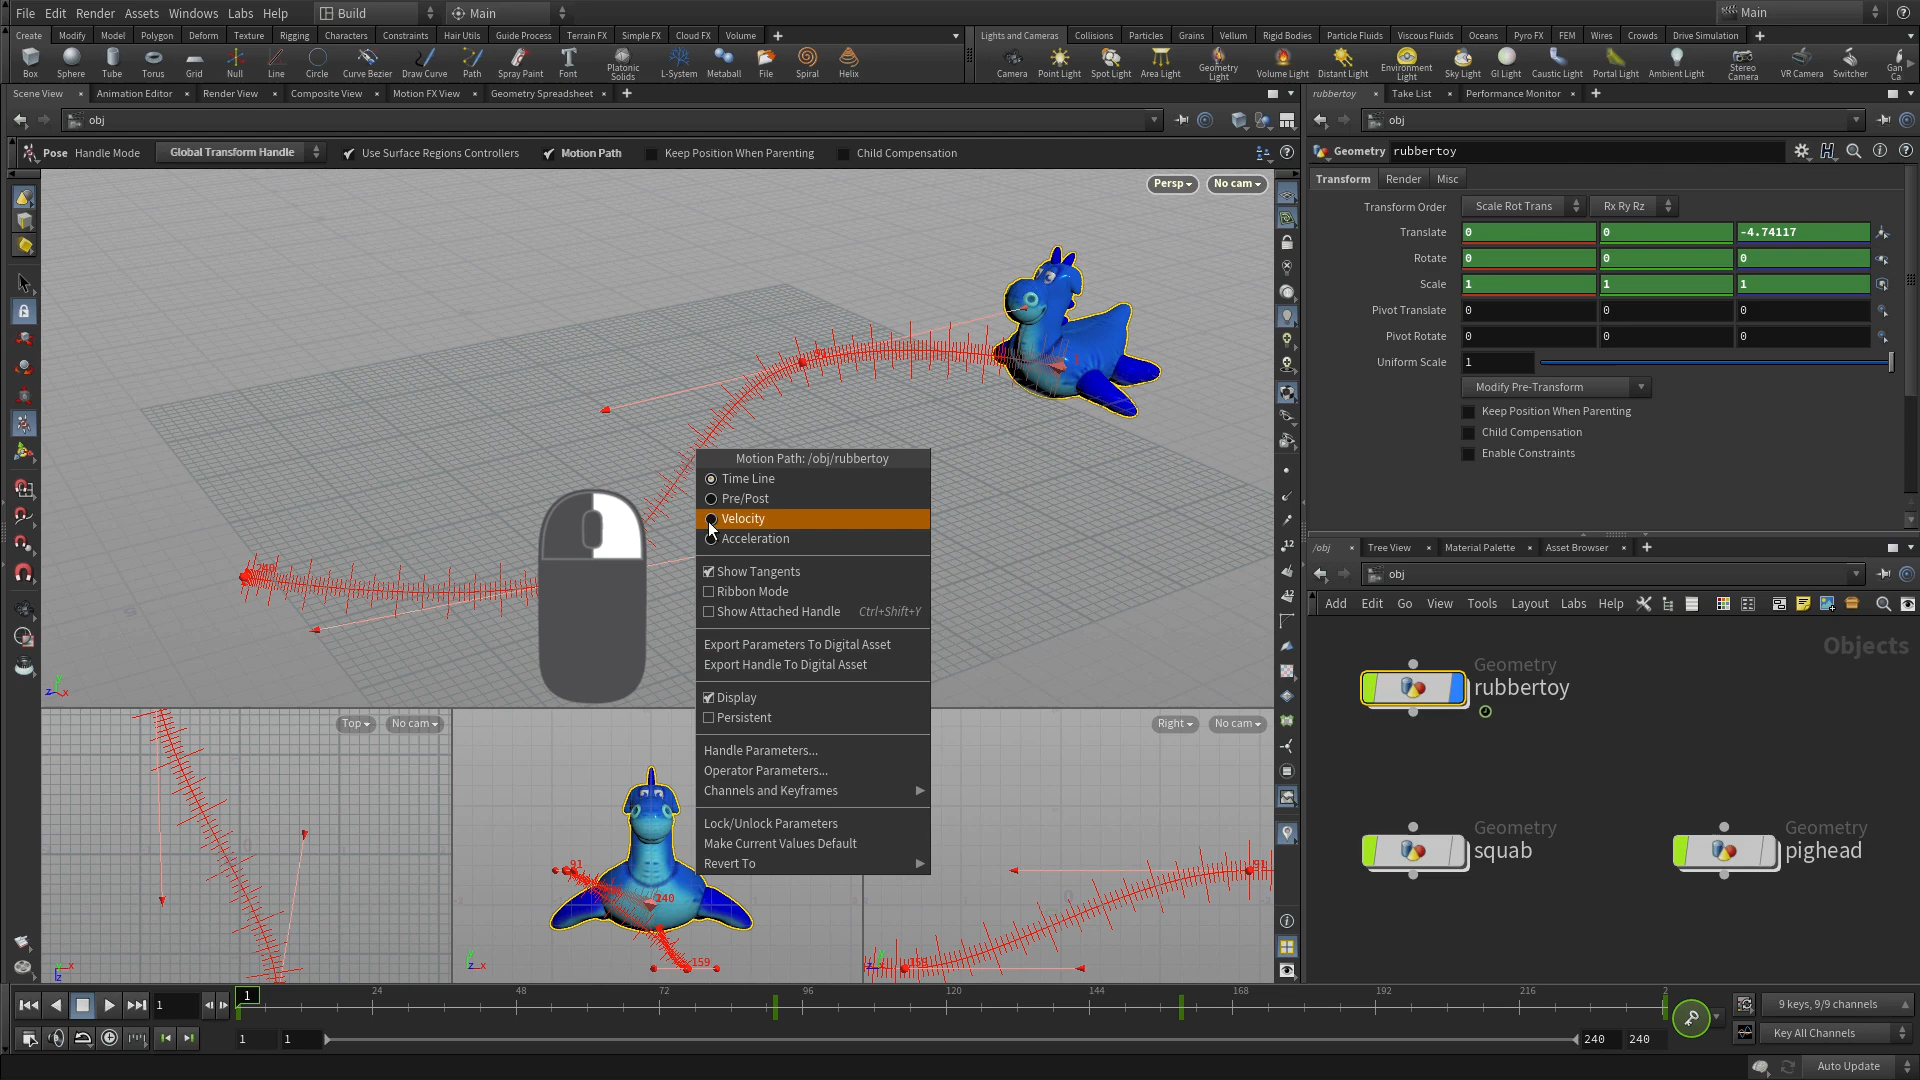 File Edit Render Assets Windows Labs Help Build Main Main
Create Modify Model Polygon Deform Texture Rigging Characters Constraints Hair Utils Guide Process Terrain FX Simple FX Cloud FX Volume
Lights and Cameras Collisions Particles Grains Vellum Rigid Bodies Particle Fluids Viscous Fluids Oceans Pyro FX FEM Wires Crowds Drive Simulation
Box Sphere Tube Torus Grid Null Line Circle Curve Bezier Draw Curve Path Spray Paint Font Platonic Solids L-System Metaball File Spiral Helix
Camera Point Light Spot Light Area Light Geometry Light Volume Light Distant Light Environment Light Sky Light GI Light Caustic Light Portal Light Ambient Light Stereo Camera VR Camera Switcher Gan Ca
Scene View Animation Editor Render View Composite View Motion FX View Geometry Spreadsheet
rubbertoy Take List Performance Monitor
obj
obj
Pose Handle Mode Global Transform Handle Use Surface Regions Controllers Motion Path Keep Position When Parenting Child Compensation
Geometry rubbertoy
Persp No cam
Transform Render Misc
Transform Order Scale Rot Trans Rx Ry Rz
Translate 0 0 -4.74117
Rotate 0 0 0
Scale 1 1 1
Pivot Translate 0 0 0
Pivot Rotate 0 0 0
Uniform Scale 1
Modify Pre-Transform
Keep Position When Parenting
Child Compensation
Enable Constraints
91
1
240
Motion Path: /obj/rubbertoy
Time Line
Pre/Post
Velocity
Acceleration
Show Tangents
Ribbon Mode
Show Attached Handle Ctrl+Shift+Y
Export Parameters To Digital Asset
Export Handle To Digital Asset
Display
Persistent
Handle Parameters...
Operator Parameters...
Channels and Keyframes
Lock/Unlock Parameters
Make Current Values Default
Revert To
/obj Tree View Material Palette Asset Browser
obj
Add Edit Go View Tools Layout Labs Help
Objects
Geometry
rubbertoy
Geometry
squab
Geometry
pighead
Top No cam
Right No cam
91
240
159
91
159
z x
z x
z x
1 1 24 48 72 96 120 144 168 192 216 2
9 keys, 9/9 channels
1 1 240 240
Key All Channels
Auto Update